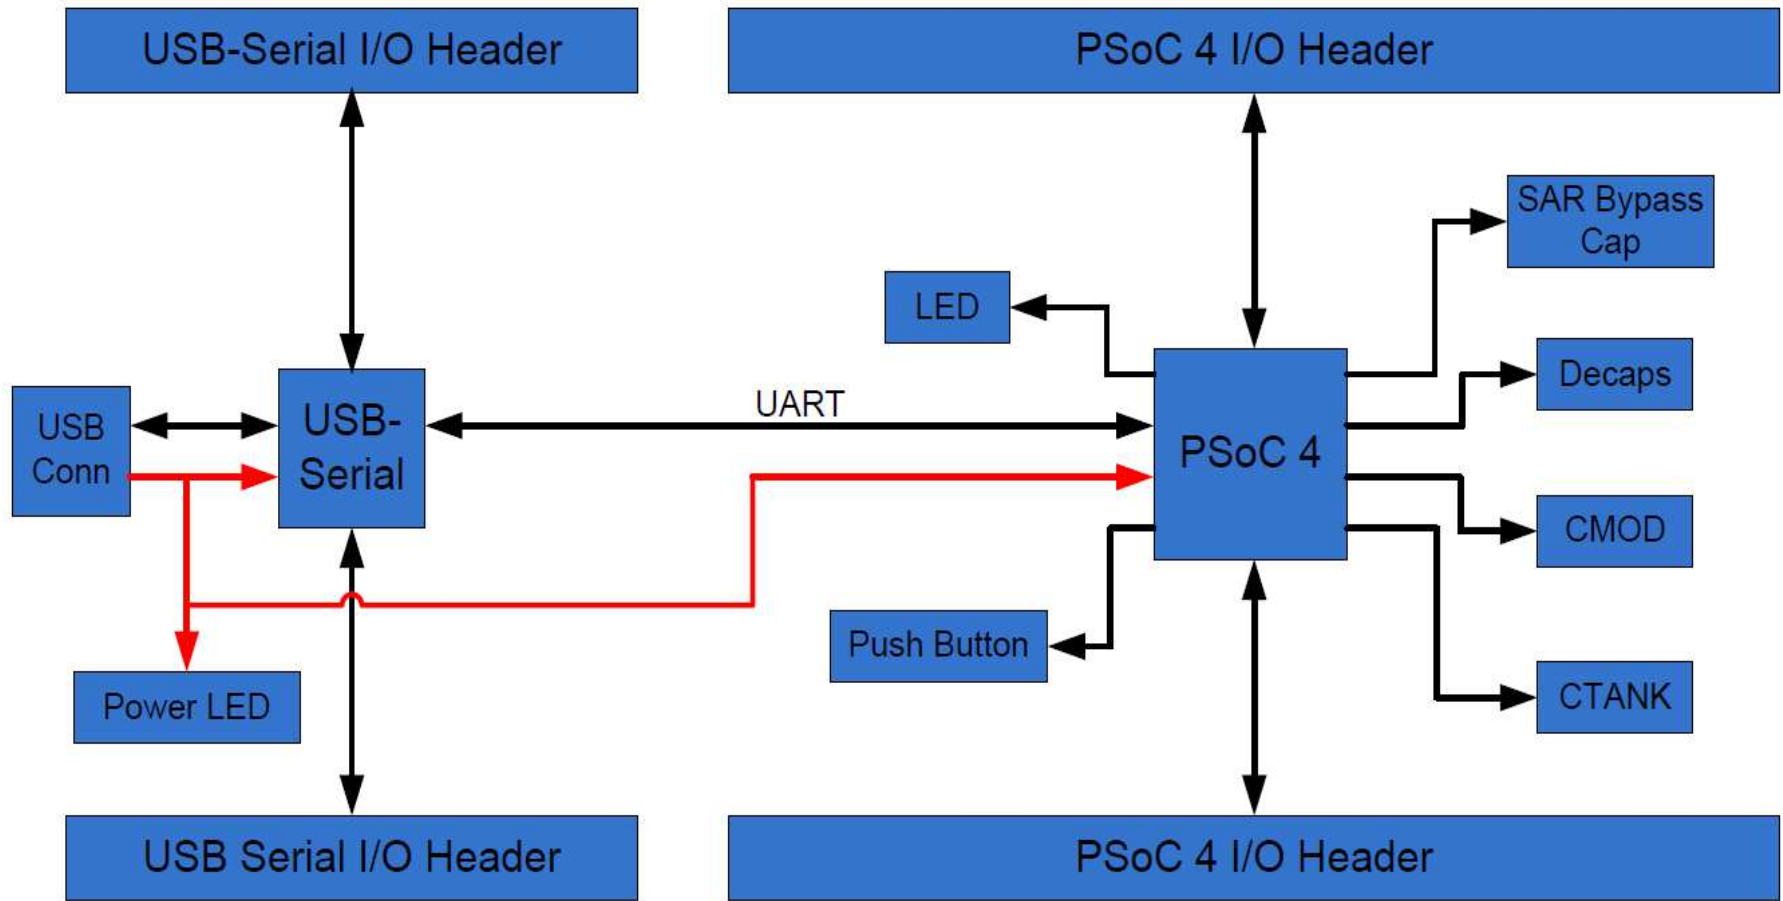 USB-Serial I/O Header
PSoC 4 I/O Header
SAR Bypass
Cap
LED
Decaps
UART
USB
Conn
USB-
Serial
PSoC 4
CMOD
Push Button
Power LED
CTANK
USB Serial I/O Header
PSoC 4 I/O Header